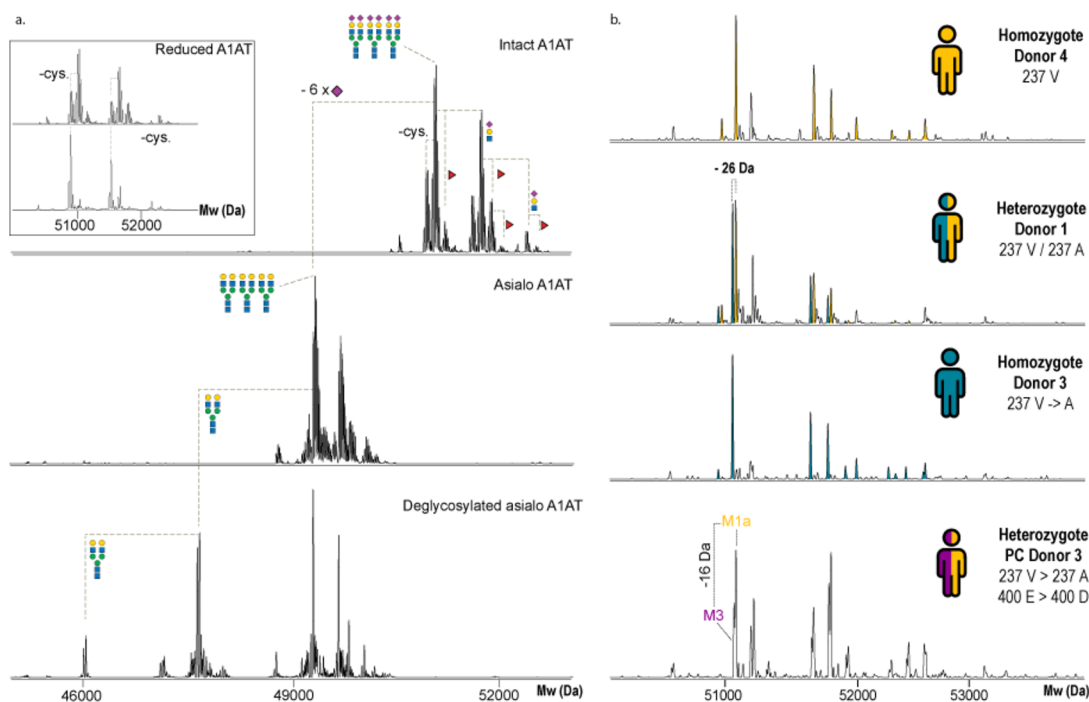 a.
Reduced A1AT
-cys.
-cys.
Mw (Da)
51000
52000
Intact A1AT
- 6 x
-cys.
Asialo A1AT
Deglycosylated asialo A1AT
46000
49000
52000
Mw (Da)
b.
Homozygote
Donor 4
237 V
- 26 Da
Heterozygote
Donor 1
237 V / 237 A
Homozygote
Donor 3
237 V -> A
M1a
-16 Da
M3
Heterozygote
PC Donor 3
237 V > 237 A
400 E > 400 D
51000
52000
53000
Mw (Da)